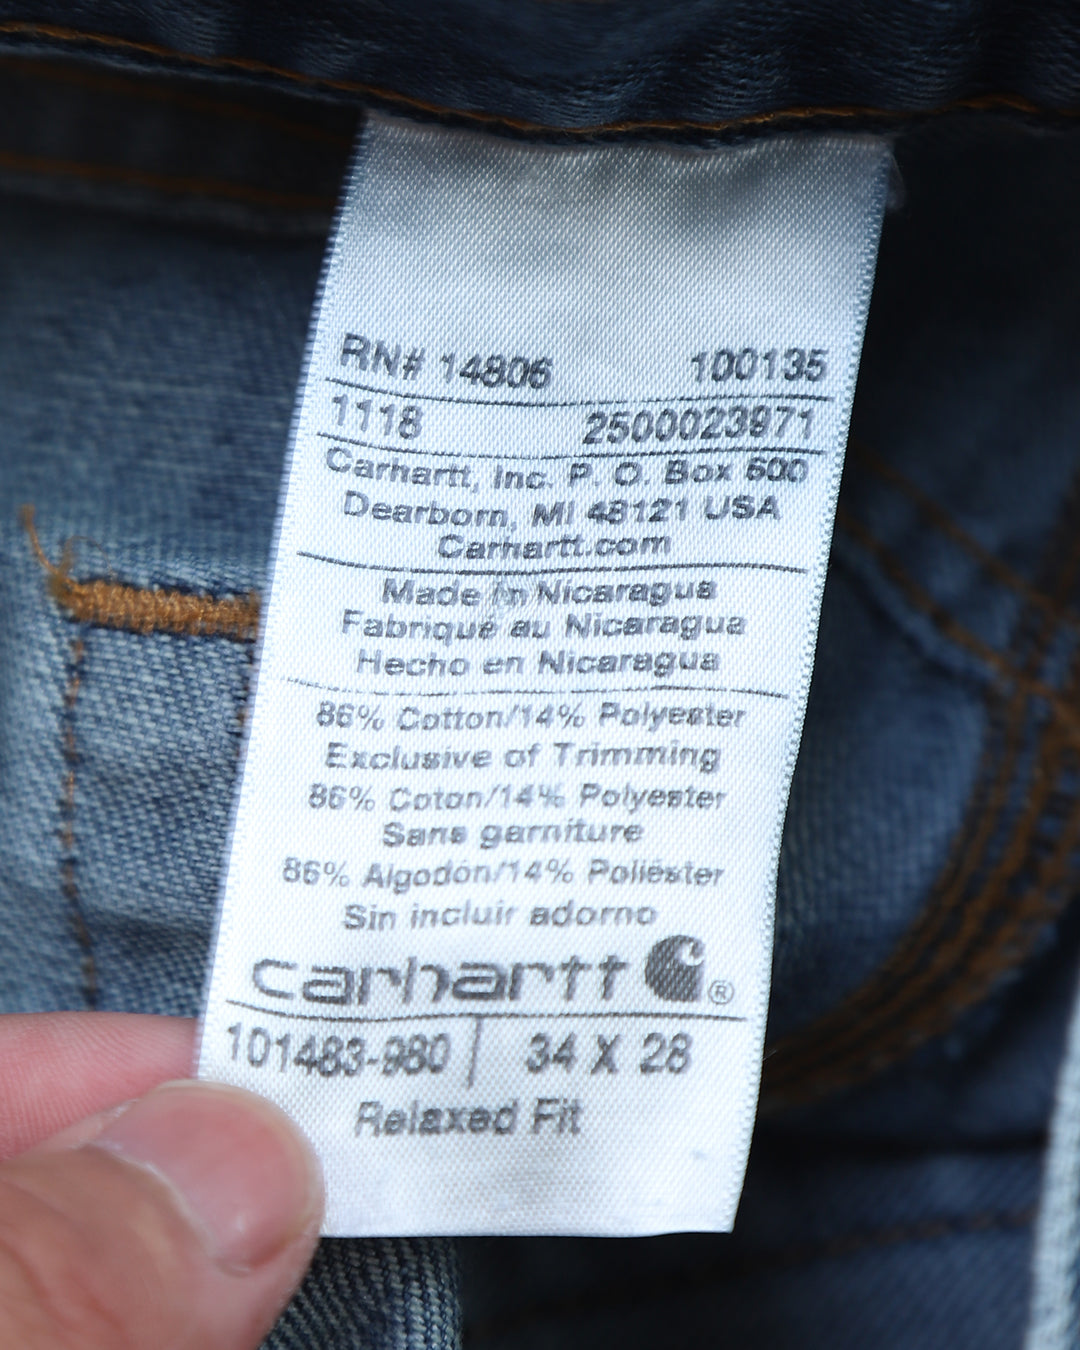 RN# 14806 100135
1118 2500023971
Carhartt, Inc. P. O. Box 600
Dearborn, MI 48121 USA
Carhartt.com
Made in Nicaragua
Fabriqué au Nicaragua
Hecho en Nicaragua
86% Cotton/14% Polyester
Exclusive of Trimming
86% Coton/14% Polyester
Sans garniture
86% Algodón/14% Poliéster
Sin incluir adorno
carhartt ®
101483-980 | 34 X 28
Relaxed Fit